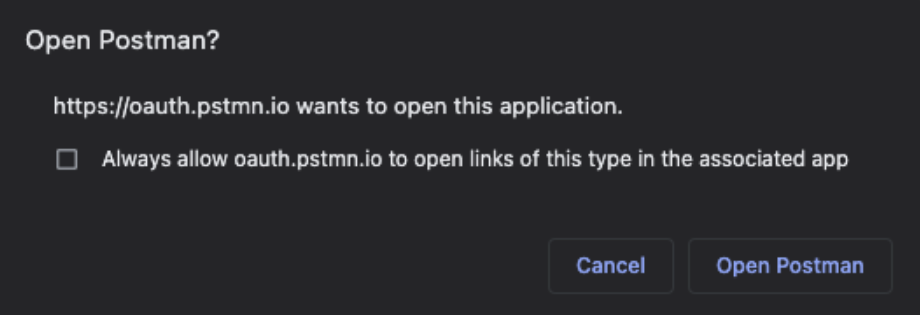 Open Postman?
https://oauth.pstmn.io wants to open this application.
Always allow oauth.pstmn.io to open links of this type in the associated app
Cancel
Open Postman